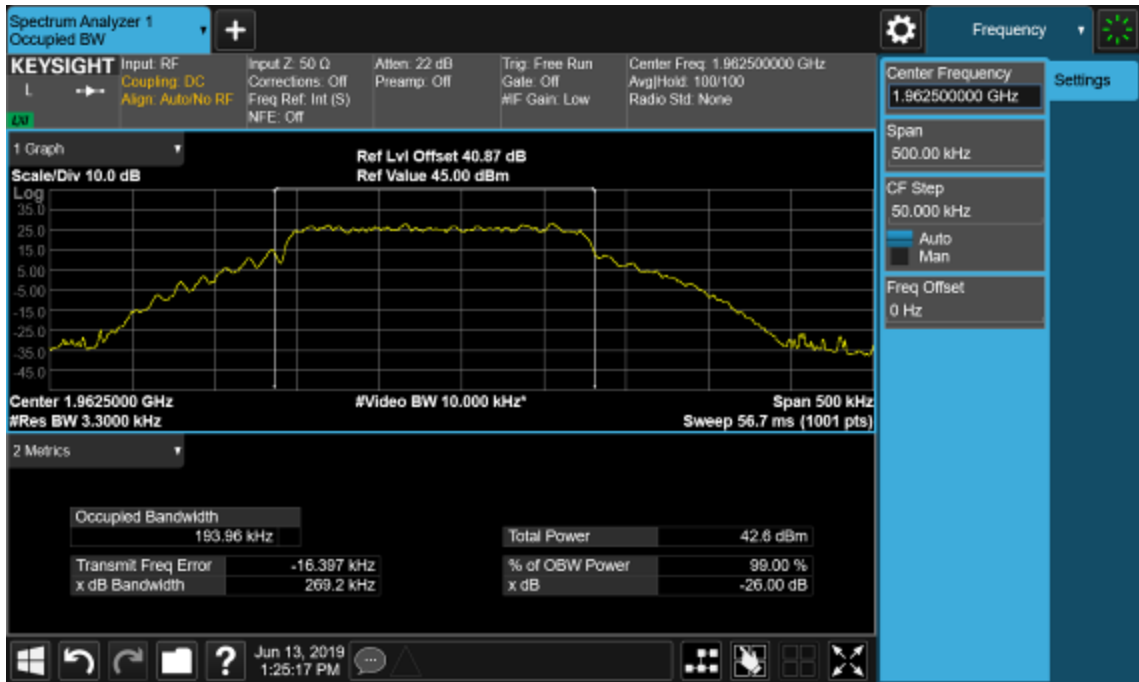 Spectrum Analyzer 1
Occupied BW
+
Frequency
KEYSIGHT
L
LXI
Input: RF
Coupling: DC
Align: Auto/No RF
Input Z: 50 Ω
Corrections: Off
Freq Ref: Int (S)
NFE: Off
Atten: 22 dB
Preamp: Off
Trig: Free Run
Gate: Off
#IF Gain: Low
Center Freq: 1.962500000 GHz
Avg|Hold: 100/100
Radio Std: None
Center Frequency
1.962500000 GHz
Settings
Span
500.00 kHz
CF Step
50.000 kHz
Auto
Man
Freq Offset
0 Hz
1 Graph
Scale/Div 10.0 dB
Ref Lvl Offset 40.87 dB
Ref Value 45.00 dBm
Log
35.0
25.0
15.0
5.00
-5.00
-15.0
-25.0
-35.0
-45.0
Center 1.9625000 GHz
#Video BW 10.000 kHz*
Span 500 kHz
#Res BW 3.3000 kHz
Sweep 56.7 ms (1001 pts)
2 Metrics
Occupied Bandwidth
193.96 kHz
Total Power 42.6 dBm
Transmit Freq Error -16.397 kHz
% of OBW Power 99.00 %
x dB Bandwidth 269.2 kHz
x dB -26.00 dB
?
Jun 13, 2019
1:25:17 PM